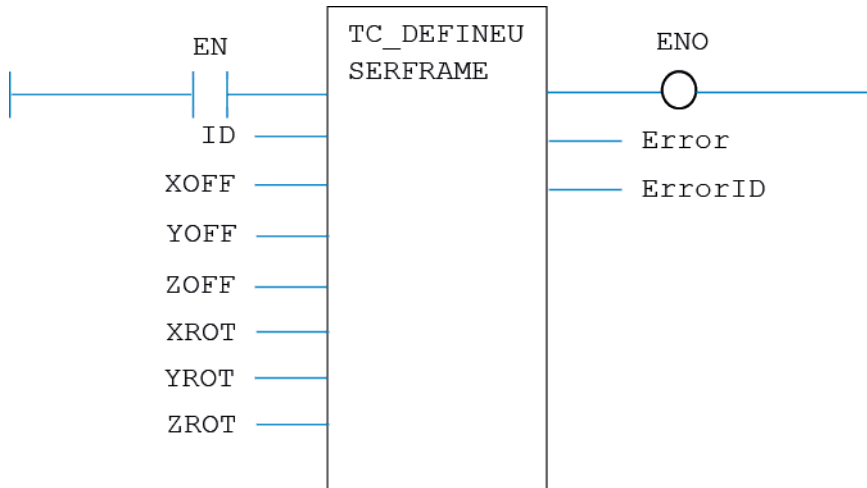 EN
TC_DEFINEU
SERFRAME
ENO
ID
Error
XOFF
ErrorID
YOFF
ZOFF
XROT
YROT
ZROT